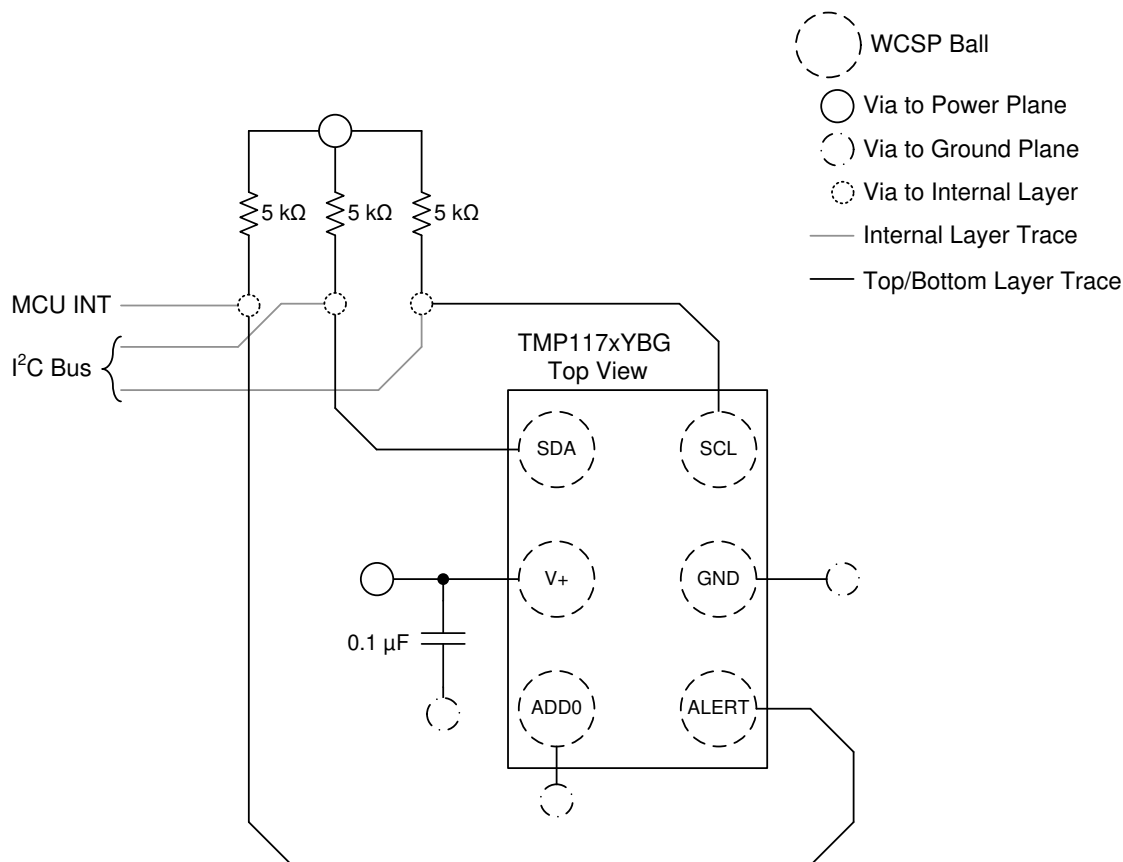 WCSP Ball
Via to Power Plane
Via to Ground Plane
Via to Internal Layer
Internal Layer Trace
Top/Bottom Layer Trace
5 kΩ
5 kΩ
5 kΩ
MCU INT
I²C Bus
TMP117xYBG
Top View
SDA
SCL
V+
GND
0.1 µF
ADD0
ALERT